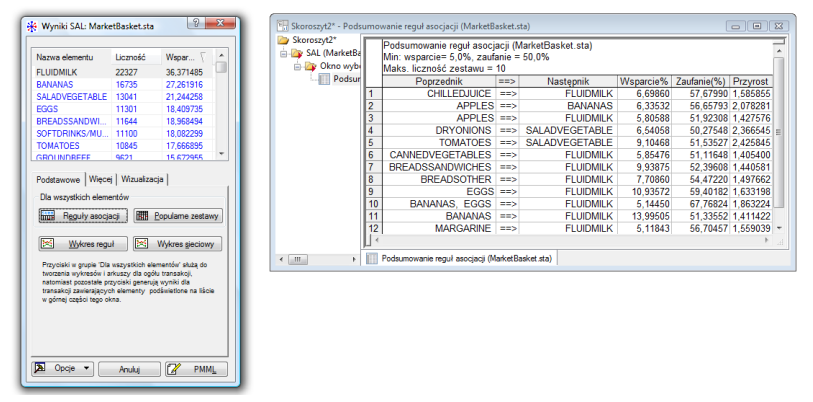 Wyniki SAL: MarketBasket.sta
Nazwa elementu Liczność Wspar...
FLUIDMILK 22327 36,371485
BANANAS 16735 27,261916
SALADVEGETABLE 13041 21,244258
EGGS 11301 18,409735
BREADSSANDWI... 11644 18,968494
SOFTDRINKS/MU... 11100 18,082299
TOMATOES 10845 17,666895
GROUNDBEEF 9621 15,672955
Podstawowe Więcej Wizualizacja
Dla wszystkich elementów
Reguły asocjacji Popularne zestawy
Wykres reguł Wykres sieciowy
Przyciski w grupie 'Dla wszystkich elementów' służą do
tworzenia wykresów i arkuszy dla ogółu transakcji,
natomiast pozostałe przyciski generują wyniki dla
transakcji zawierających elementy podświetlone na liście
w górnej części tego okna.
Opcje Anuluj PMML
Skoroszyt2* - Podsumowanie reguł asocjacji (MarketBasket.sta)
Skoroszyt2*
SAL (MarketBa
Okno wybo
Podsur
Podsumowanie reguł asocjacji (MarketBasket.sta)
Min: wsparcie= 5,0%, zaufanie = 50,0%
Maks. liczność zestawu = 10
Poprzednik ==> Następnik Wsparcie% Zaufanie(%) Przyrost
1 CHILLEDJUICE ==> FLUIDMILK 6,69860 57,67990 1,585855
2 APPLES ==> BANANAS 6,33532 56,65793 2,078281
3 APPLES ==> FLUIDMILK 5,80588 51,92308 1,427576
4 DRYONIONS ==> SALADVEGETABLE 6,54058 50,27548 2,366545
5 TOMATOES ==> SALADVEGETABLE 9,10468 51,53527 2,425845
6 CANNEDVEGETABLES ==> FLUIDMILK 5,85476 51,11648 1,405400
7 BREADSSANDWICHES ==> FLUIDMILK 9,93875 52,39608 1,440581
8 BREADSOTHER ==> FLUIDMILK 7,70860 54,47220 1,497662
9 EGGS ==> FLUIDMILK 10,93572 59,40182 1,633198
10 BANANAS, EGGS ==> FLUIDMILK 5,14450 67,76824 1,863224
11 BANANAS ==> FLUIDMILK 13,99505 51,33552 1,411422
12 MARGARINE ==> FLUIDMILK 5,11843 56,70457 1,559039
Podsumowanie reguł asocjacji (MarketBasket.sta)